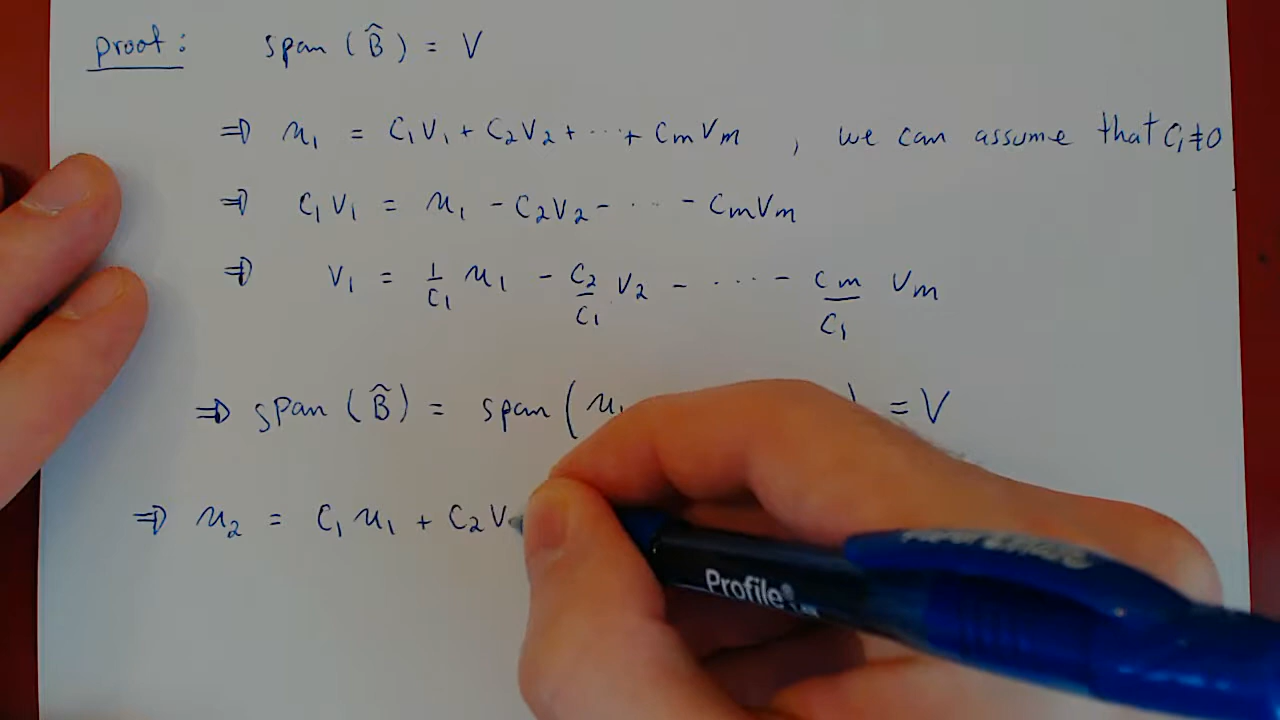 proof: span (B̂) = V
⇒ u₁ = C₁V₁ + C₂V₂ + ··· + CmVm , we can assume that C₁≠0
⇒ C₁V₁ = u₁ - C₂V₂ - ··· - CmVm
⇒ V₁ = 1/C₁ u₁ - C₂/C₁ V₂ - ··· - Cm/C₁ Vm
⇒ span (B̂) = span (u₁ ) = V
⇒ u₂ = C₁u₁ + C₂V
Profile®